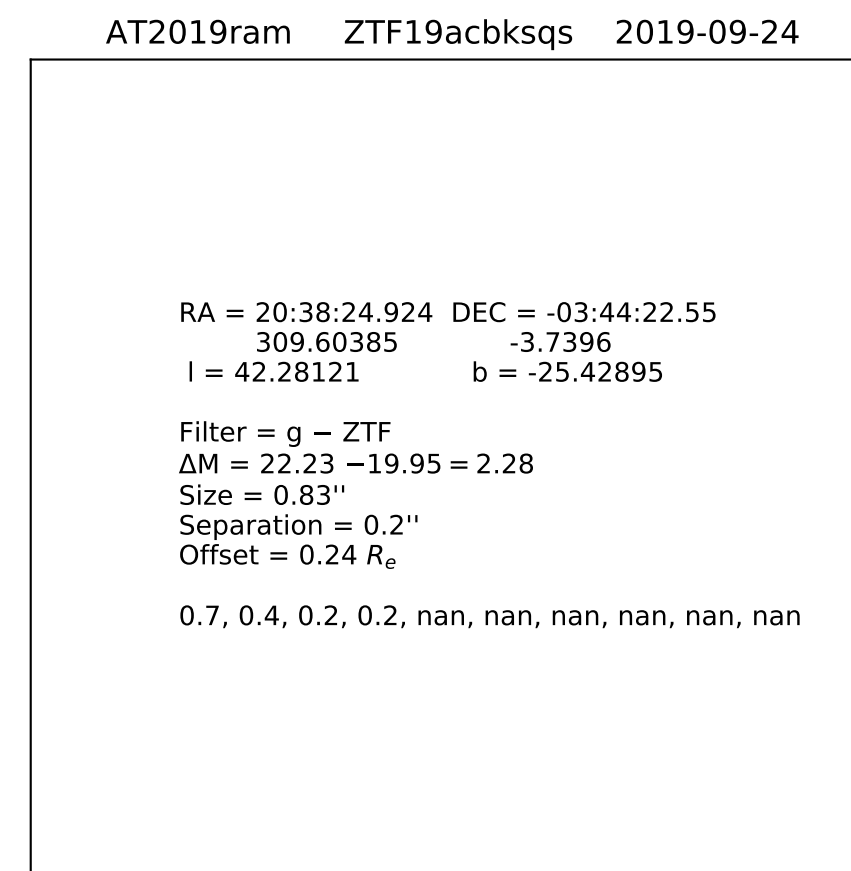 AT2019ram ZTF19acbksqs 2019-09-24
RA = 20:38:24.924 DEC = -03:44:22.55
309.60385 -3.7396
l = 42.28121 b = -25.42895
Filter = g − ZTF
ΔM = 22.23 −19.95 = 2.28
Size = 0.83''
Separation = 0.2''
Offset = 0.24 Re
0.7, 0.4, 0.2, 0.2, nan, nan, nan, nan, nan, nan